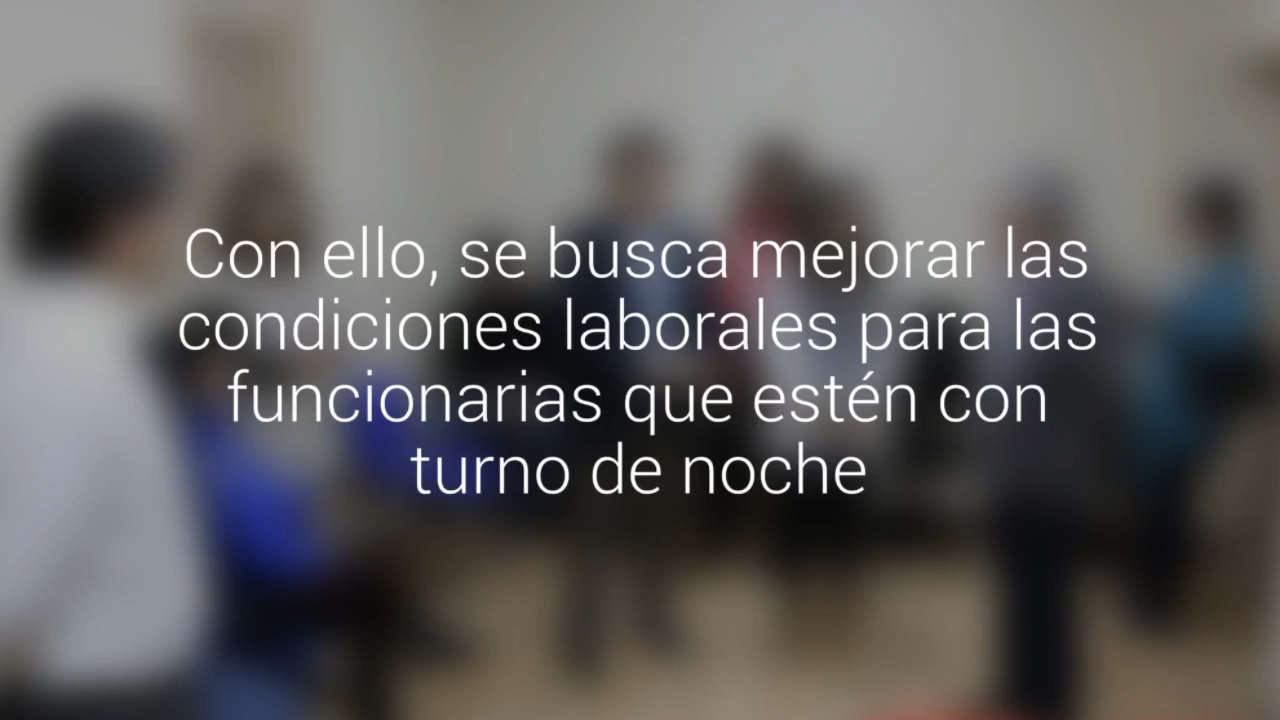 Con ello, se busca mejorar las
condiciones laborales para las
funcionarias que estén con
turno de noche